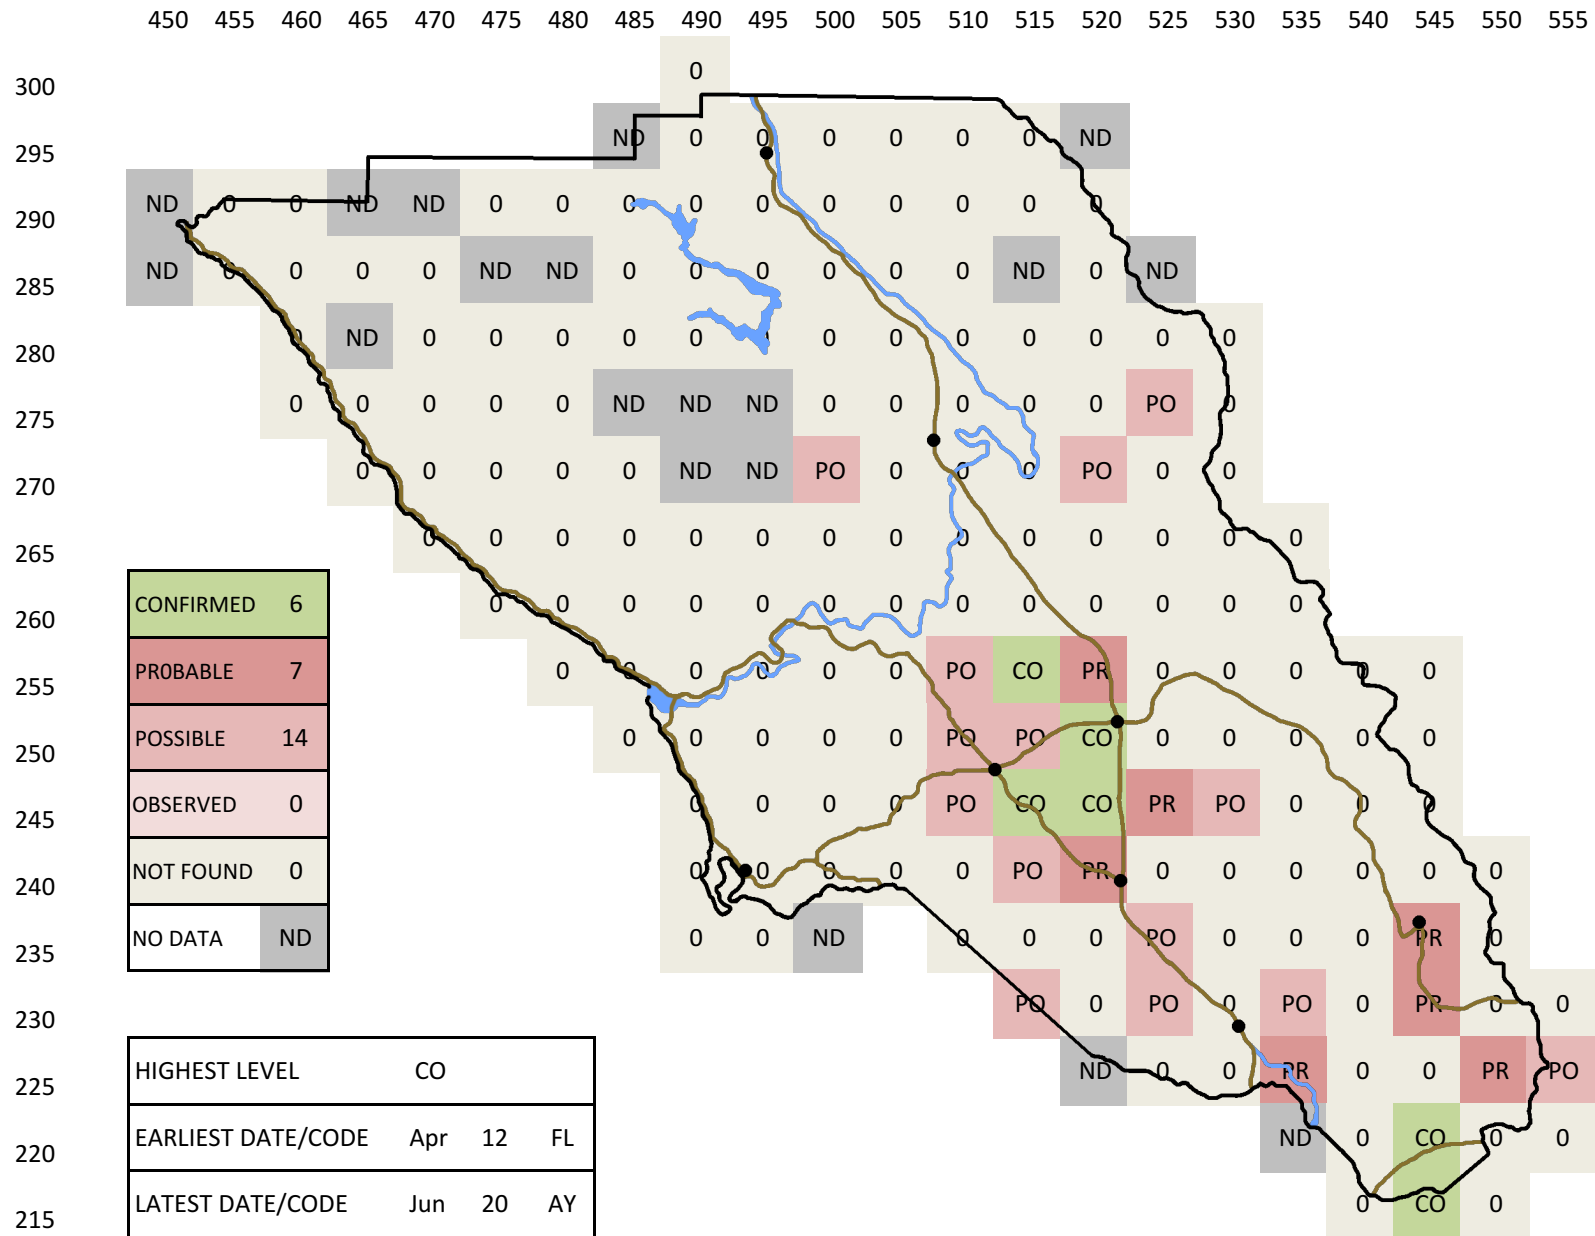 450 455 460 465 470 475 480 485 490 495 500 505 510 515 520 525 530 535 540 545 550 555
300 0
295 ND 0 0 0 0 0 0 ND
290 ND 0 0 ND ND 0 0 0 0 0 0 0 0 0 0
285 ND 0 0 0 0 ND ND 0 0 0 0 0 0 ND 0 ND
280 0 ND 0 0 0 0 0 0 0 0 0 0 0 0 0
275 0 0 0 0 0 ND ND ND 0 0 0 0 0 PO 0
270 0 0 0 0 0 ND ND PO 0 0 0 PO 0 0
265 0 0 0 0 0 0 0 0 0 0 0 0 0 0
260 0 0 0 0 0 0 0 0 0 0 0 0 0
255 0 0 0 0 0 0 PO CO PR 0 0 0 0 0
250 0 0 0 0 0 PO PO CO 0 0 0 0 0
245 0 0 0 0 PO CO CO PR PO 0 0 0
240 0 0 0 0 0 PO PR 0 0 0 0 0 0
235 0 0 ND 0 0 0 PO 0 0 0 PR 0
230 PO 0 PO 0 PO 0 PR 0 0
225 ND 0 0 PR 0 0 PR PO
220 ND 0 CO 0 0
215 0 CO 0
CONFIRMED 6
PR0BABLE 7
POSSIBLE 14
OBSERVED 0
NOT FOUND 0
NO DATA ND
HIGHEST LEVEL CO
EARLIEST DATE/CODE Apr 12 FL
LATEST DATE/CODE Jun 20 AY